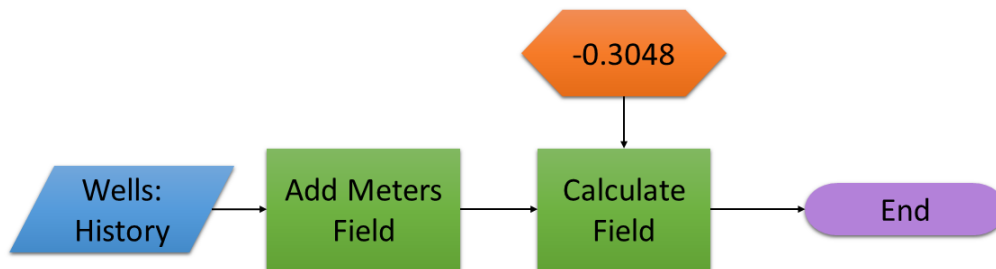 -0.3048
Wells:
History
Add Meters
Field
Calculate
Field
End